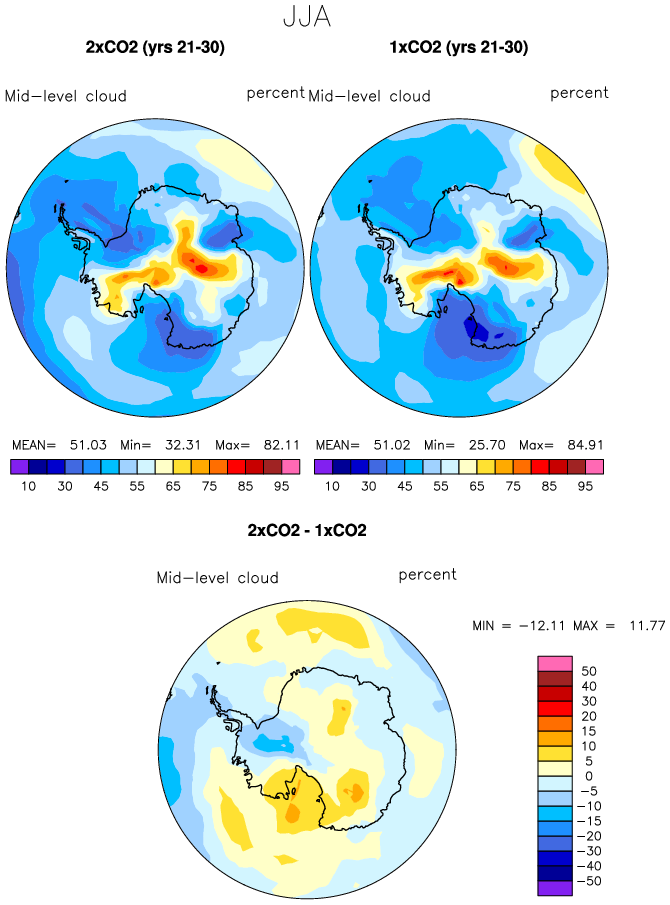 JJA
2xCO2 (yrs 21-30) 1xCO2 (yrs 21-30)
Mid-level cloud percent Mid-level cloud percent
MEAN= 51.03 Min= 32.31 Max= 82.11 MEAN= 51.02 Min= 25.70 Max= 84.91
10 30 45 55 65 75 85 95 10 30 45 55 65 75 85 95
2xCO2 - 1xCO2
Mid-level cloud percent
MIN = -12.11 MAX = 11.77
50
40
30
20
15
10
5
0
-5
-10
-15
-20
-30
-40
-50